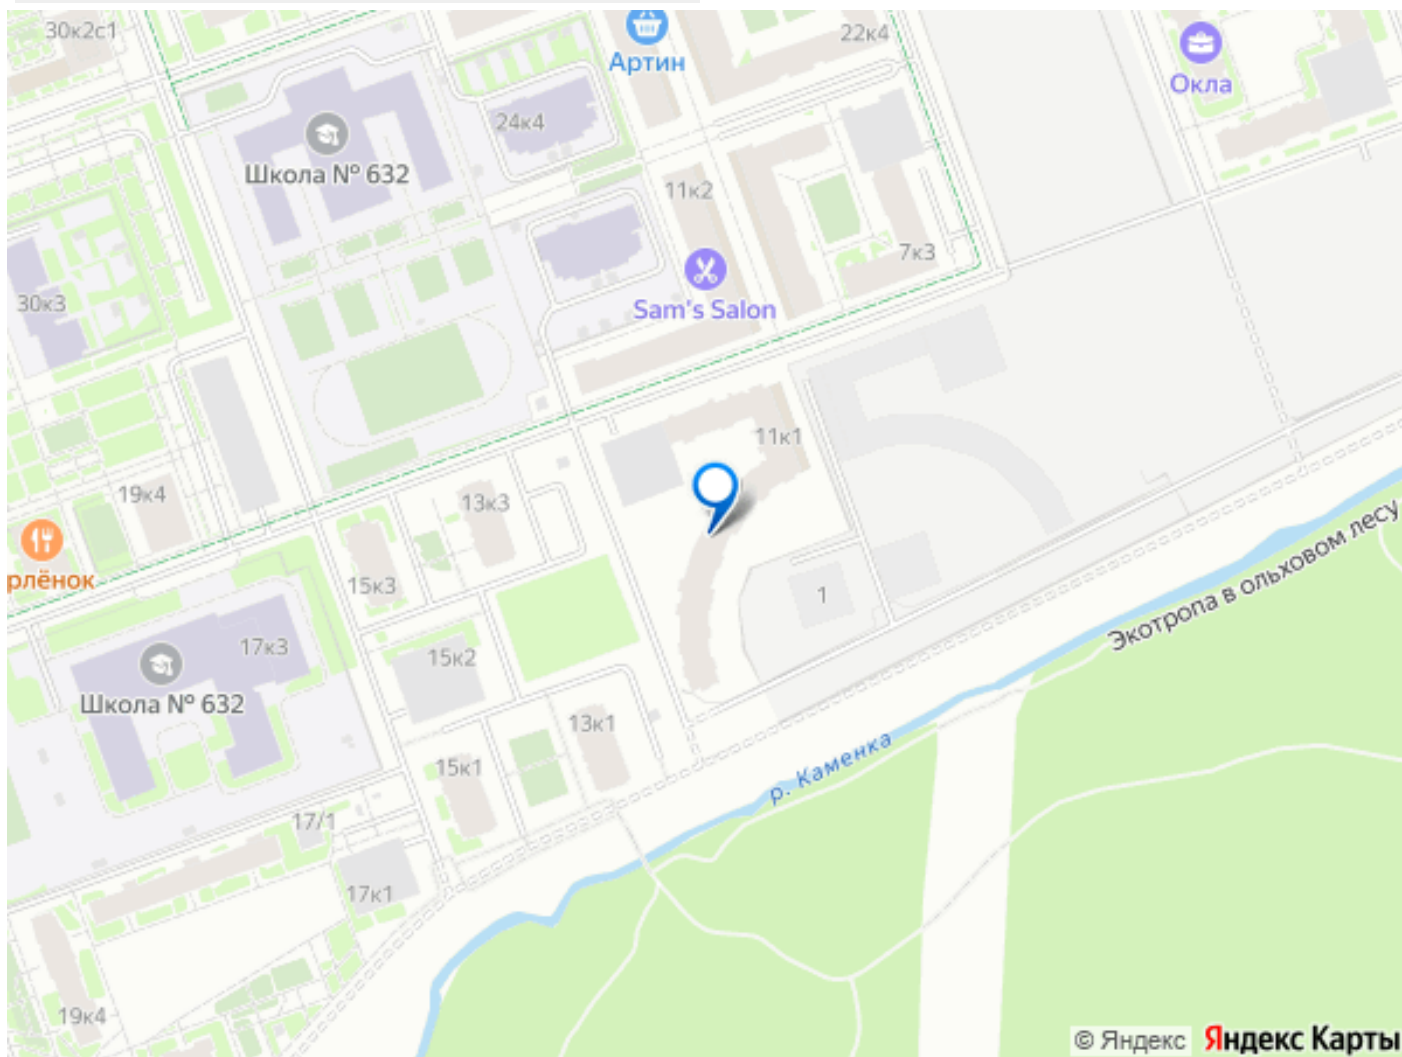 30к2с1
22к4
Артин
Окла
24к4
Школа № 632
11к2
7к3
30к3
Sam's Salon
11к1
19к4
13к3
рлёнок
15к3
1
Экотропа в ольховом лесу
17к3
15к2
Школа № 632
13к1
р. Каменка
15к1
17/1
17к1
19к4
© Яндекс Яндекс Карты